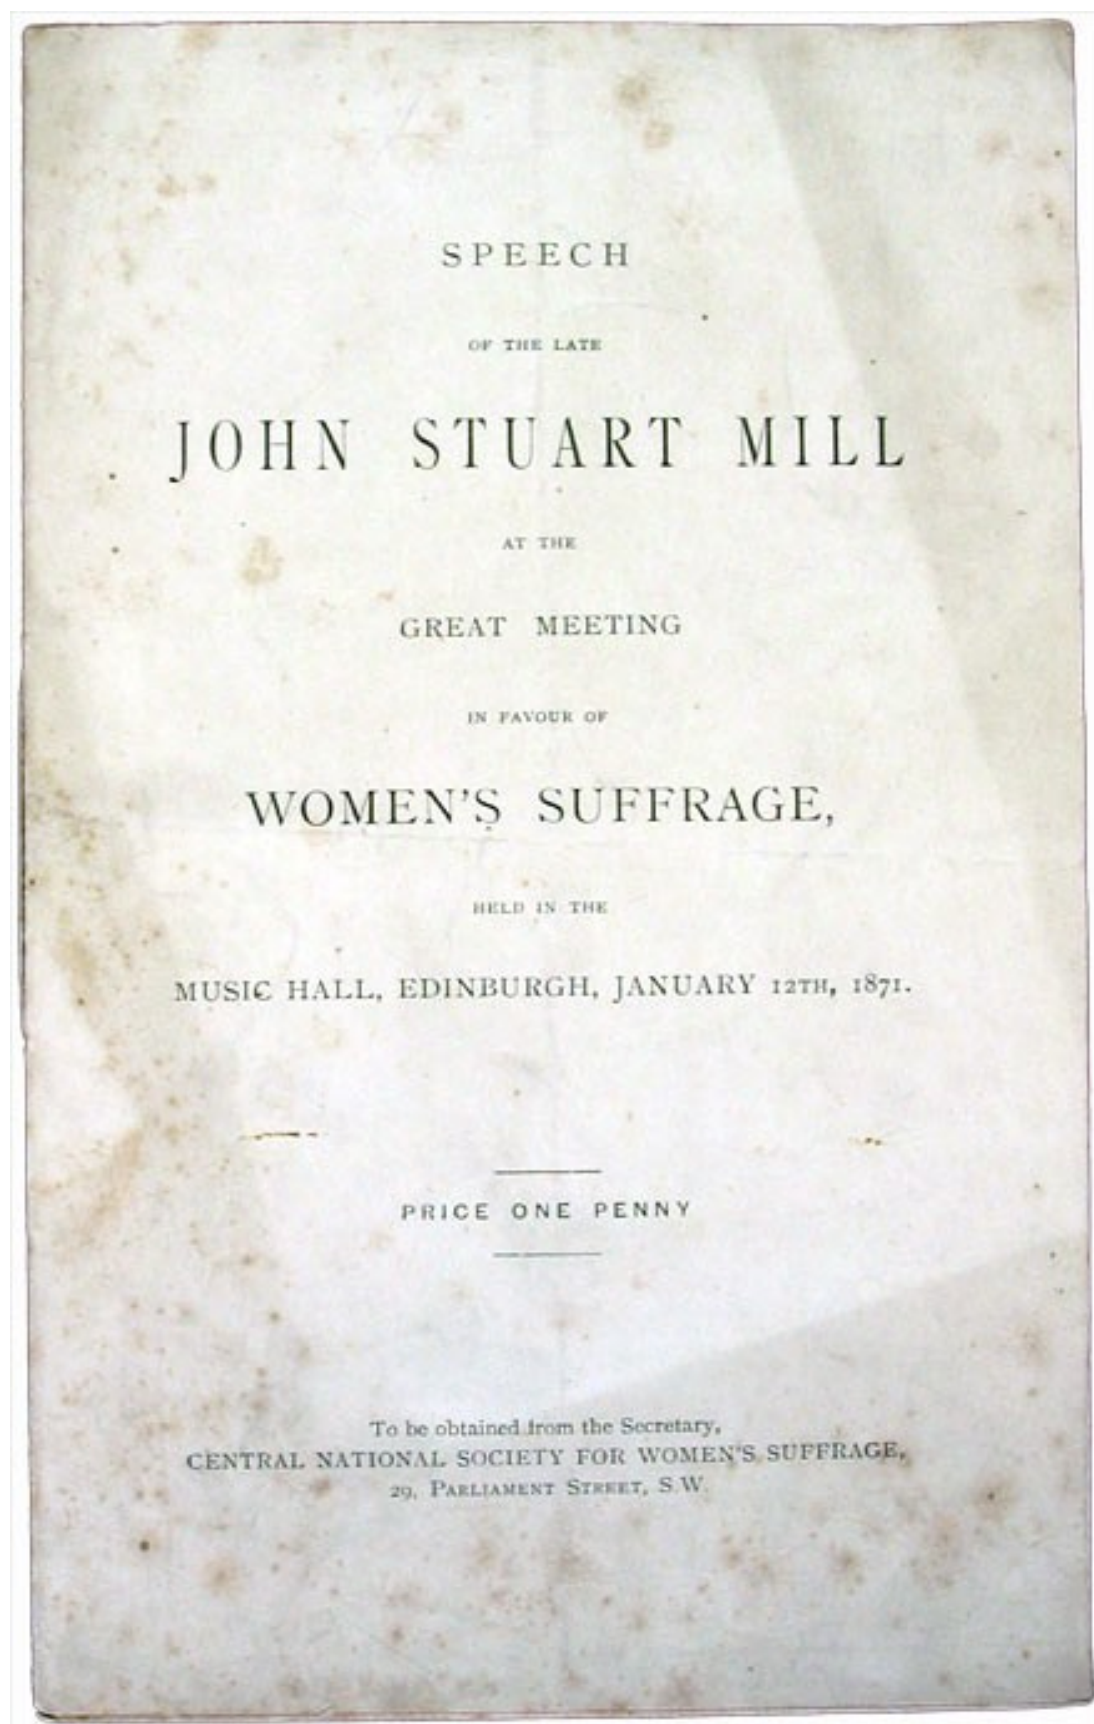 SPEECH
OF THE LATE
JOHN STUART MILL
AT THE
GREAT MEETING
IN FAVOUR OF
WOMEN'S SUFFRAGE,
HELD IN THE
MUSIC HALL, EDINBURGH, JANUARY 12TH, 1871.
PRICE ONE PENNY
To be obtained from the Secretary,
CENTRAL NATIONAL SOCIETY FOR WOMEN'S SUFFRAGE,
29, PARLIAMENT STREET, S.W.